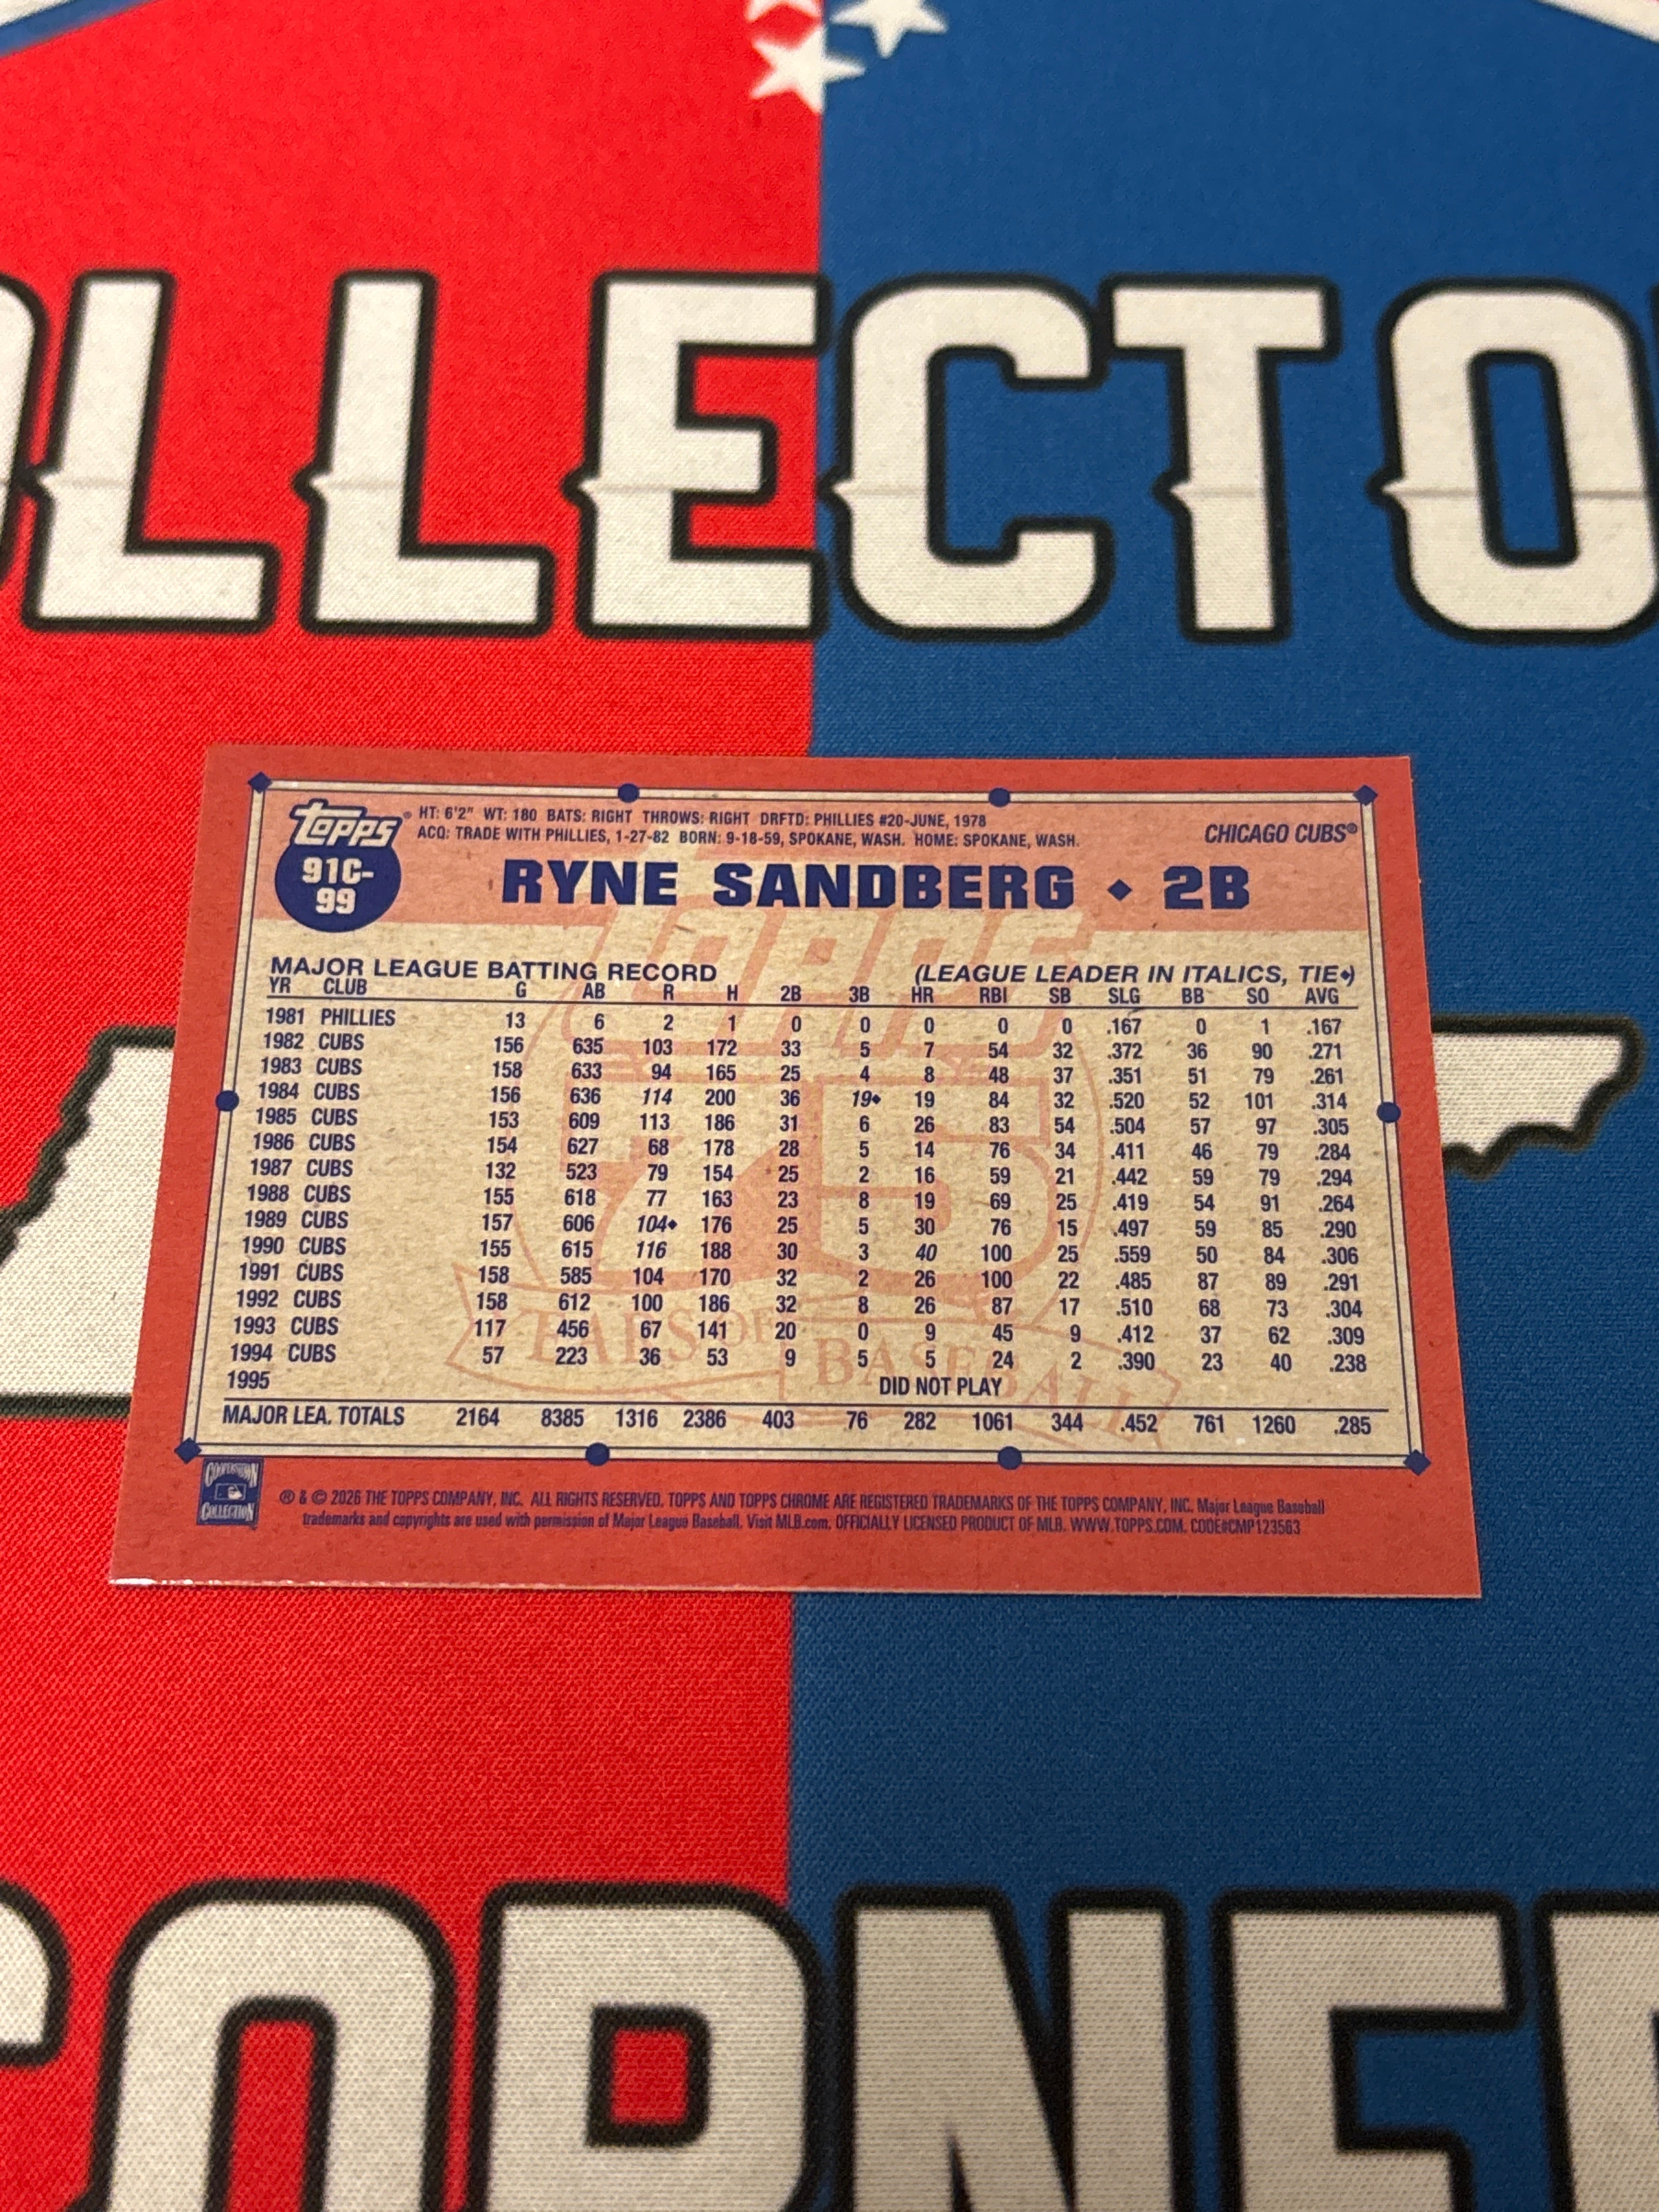 OLLECTO
topps®
91C-
99
HT: 6'2" WT: 180 BATS: RIGHT THROWS: RIGHT DRFTD: PHILLIES #20-JUNE, 1978
ACQ: TRADE WITH PHILLIES, 1-27-82 BORN: 9-18-59, SPOKANE, WASH. HOME: SPOKANE, WASH.
CHICAGO CUBS®
RYNE SANDBERG ◆ 2B
MAJOR LEAGUE BATTING RECORD (LEAGUE LEADER IN ITALICS, TIE◆)
YR CLUB G AB R H 2B 3B HR RBI SB SLG BB SO AVG
1981 PHILLIES 13 6 2 1 0 0 0 0 0 .167 0 1 .167
1982 CUBS 156 635 103 172 33 5 7 54 32 .372 36 90 .271
1983 CUBS 158 633 94 165 25 4 8 48 37 .351 51 79 .261
1984 CUBS 156 636 114 200 36 19◆ 19 84 32 .520 52 101 .314
1985 CUBS 153 609 113 186 31 6 26 83 54 .504 57 97 .305
1986 CUBS 154 627 68 178 28 5 14 76 34 .411 46 79 .284
1987 CUBS 132 523 79 154 25 2 16 59 21 .442 59 79 .294
1988 CUBS 155 618 77 163 23 8 19 69 25 .419 54 91 .264
1989 CUBS 157 606 104◆ 176 25 5 30 76 15 .497 59 85 .290
1990 CUBS 155 615 116 188 30 3 40 100 25 .559 50 84 .306
1991 CUBS 158 585 104 170 32 2 26 100 22 .485 87 89 .291
1992 CUBS 158 612 100 186 32 8 26 87 17 .510 68 73 .304
1993 CUBS 117 456 67 141 20 0 9 45 9 .412 37 62 .309
1994 CUBS 57 223 36 53 9 5 5 24 2 .390 23 40 .238
1995 DID NOT PLAY
MAJOR LEA. TOTALS 2164 8385 1316 2386 403 76 282 1061 344 .452 761 1260 .285
TOPPS
75
YEARS OF BASEBALL
COOPERSTOWN
COLLECTION
® & © 2026 THE TOPPS COMPANY, INC. ALL RIGHTS RESERVED. TOPPS AND TOPPS CHROME ARE REGISTERED TRADEMARKS OF THE TOPPS COMPANY, INC. Major League Baseball
trademarks and copyrights are used with permission of Major League Baseball. Visit MLB.com. OFFICIALLY LICENSED PRODUCT OF MLB. WWW.TOPPS.COM. CODE#CMP123563
CORNER